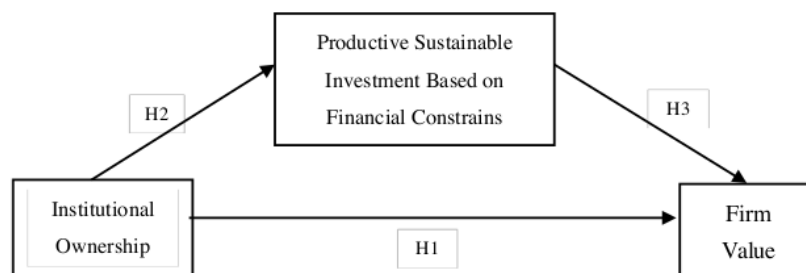 Productive Sustainable
Investment Based on
Financial Constrains
H2
H3
Institutional
Ownership
Firm
Value
H1